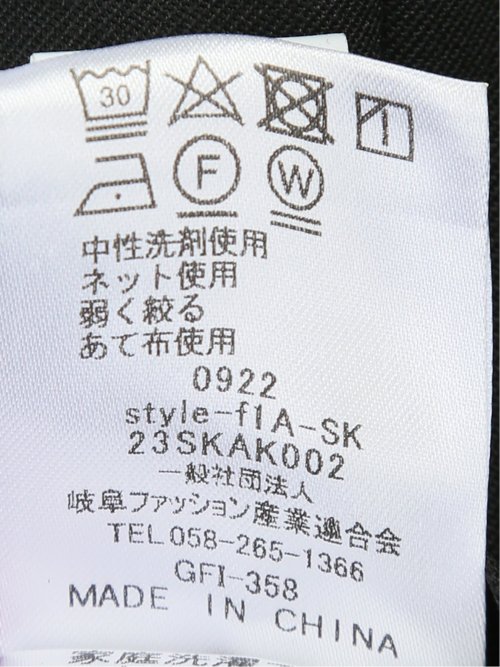 30
F W
中性洗剤使用
ネット使用
弱く絞る
あて布使用
0922
style-f1A-SK
23SKAK002
一般社団法人
岐阜ファッション産業連合会
TEL058-265-1366
GFI-358
MADE IN CHINA